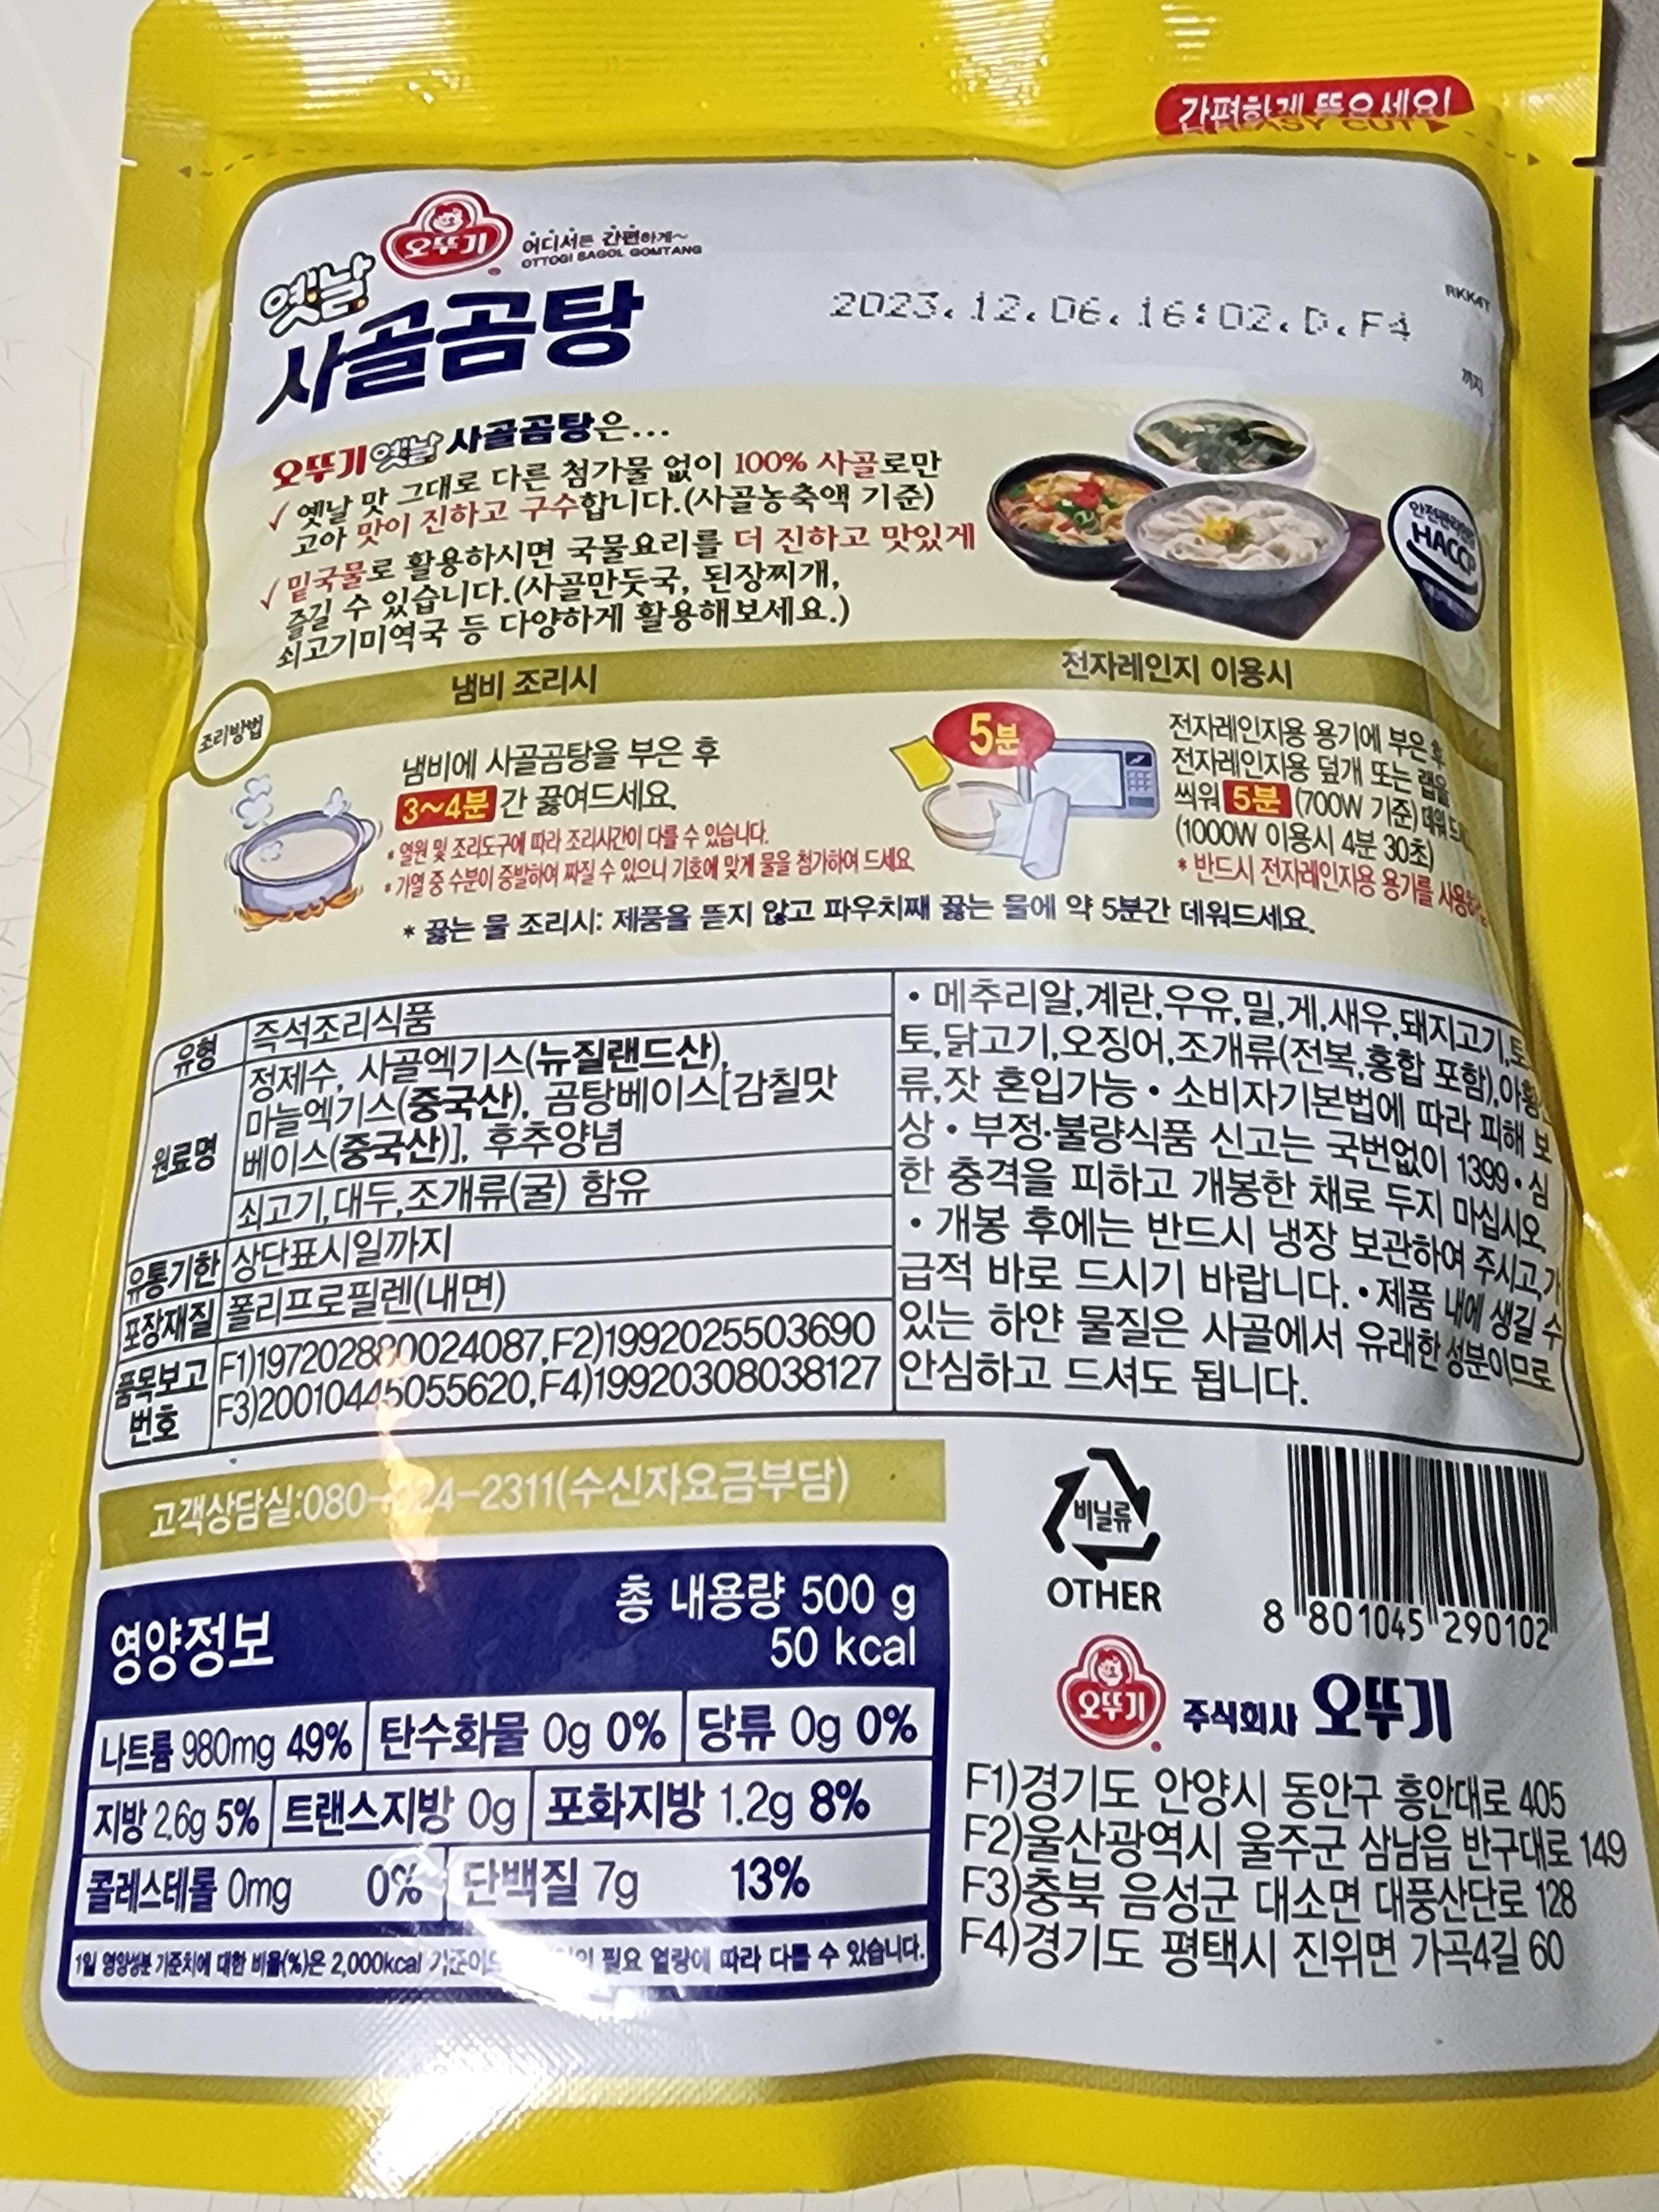 간편하게 뜯으세요!
EASY CUT
오뚜기
어디서든 간편하게~
OTTOGI SAGOL GOMTANG
옛날
사골곰탕
2023.12.06.16:02.D.F4
까지
오뚜기 옛날 사골곰탕은...
✓ 옛날 맛 그대로 다른 첨가물 없이 100% 사골로만
고아 맛이 진하고 구수합니다.(사골농축액 기준)
✓ 밑국물로 활용하시면 국물요리를 더 진하고 맛있게
즐길 수 있습니다.(사골만둣국, 된장찌개,
쇠고기미역국 등 다양하게 활용해보세요.)
안전관리인증
HACCP
조리방법
냄비 조리시
냄비에 사골곰탕을 부은 후
3~4분 간 끓여드세요.
* 열원 및 조리도구에 따라 조리시간이 다를 수 있습니다.
* 가열 중 수분이 증발하여 짜질 수 있으니 기호에 맞게 물을 첨가하여 드세요
전자레인지 이용시
5분
전자레인지용 용기에 부은 후
전자레인지용 덮개 또는 랩을
씌워 5분 (700W 기준) 데워
(1000W 이용시 4분 30초)
* 반드시 전자레인지용 용기를
* 끓는 물 조리시: 제품을 뜯지 않고 파우치째 끓는 물에 약 5분간 데워드세요.
유형 즉석조리식품
원료명 정제수, 사골엑기스(뉴질랜드산),
마늘엑기스(중국산), 곰탕베이스[감칠맛
베이스(중국산)], 후추양념
쇠고기,대두,조개류(굴) 함유
유통기한 상단표시일까지
포장재질 폴리프로필렌(내면)
품목보고번호 F1)197202880024087,F2)1992025503690
F3)20010445055620,F4)19920308038127
• 메추리알,계란,우유,밀,게,새우,돼지고기,토
토,닭고기,오징어,조개류(전복,홍합 포함),아황산
류,잣 혼입가능 • 소비자기본법에 따라 피해 보
상 • 부정·불량식품 신고는 국번없이 1399 • 심
한 충격을 피하고 개봉한 채로 두지 마십시오.
• 개봉 후에는 반드시 냉장 보관하여 주시고,가
급적 바로 드시기 바랍니다. • 제품 내에 생길 수
있는 하얀 물질은 사골에서 유래한 성분이므로
안심하고 드셔도 됩니다.
고객상담실:080-024-2311(수신자요금부담)
영양정보
총 내용량 500 g
50 kcal
나트륨 980mg 49% 탄수화물 0g 0% 당류 0g 0%
지방 2.6g 5% 트랜스지방 0g 포화지방 1.2g 8%
콜레스테롤 0mg 0% 단백질 7g 13%
1일 영양성분 기준치에 대한 비율(%)은 2,000kcal 필요 열량에 따라 다를 수 있습니다.
비닐류
OTHER
8 801045 290102
오뚜기
주식회사 오뚜기
F1)경기도 안양시 동안구 흥안대로 405
F2)울산광역시 울주군 삼남읍 반구대로 149
F3)충북 음성군 대소면 대풍산단로 128
F4)경기도 평택시 진위면 가곡4길 60